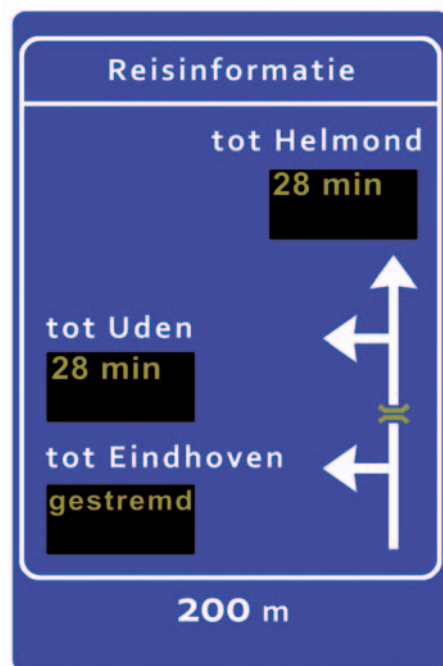 Reisinformatie
tot Helmond
28 min
tot Uden
28 min
tot Eindhoven
gestremd
200 m